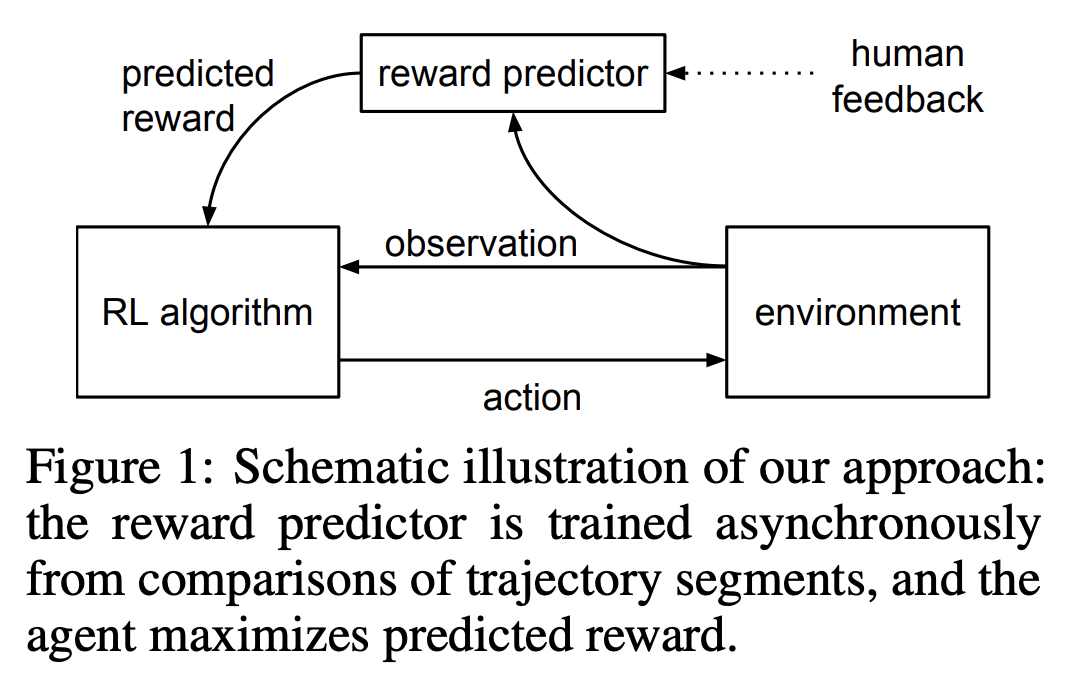 predicted
reward
reward predictor
human
feedback
observation
RL algorithm
environment
action
Figure 1: Schematic illustration of our approach:
the reward predictor is trained asynchronously
from comparisons of trajectory segments, and the
agent maximizes predicted reward.